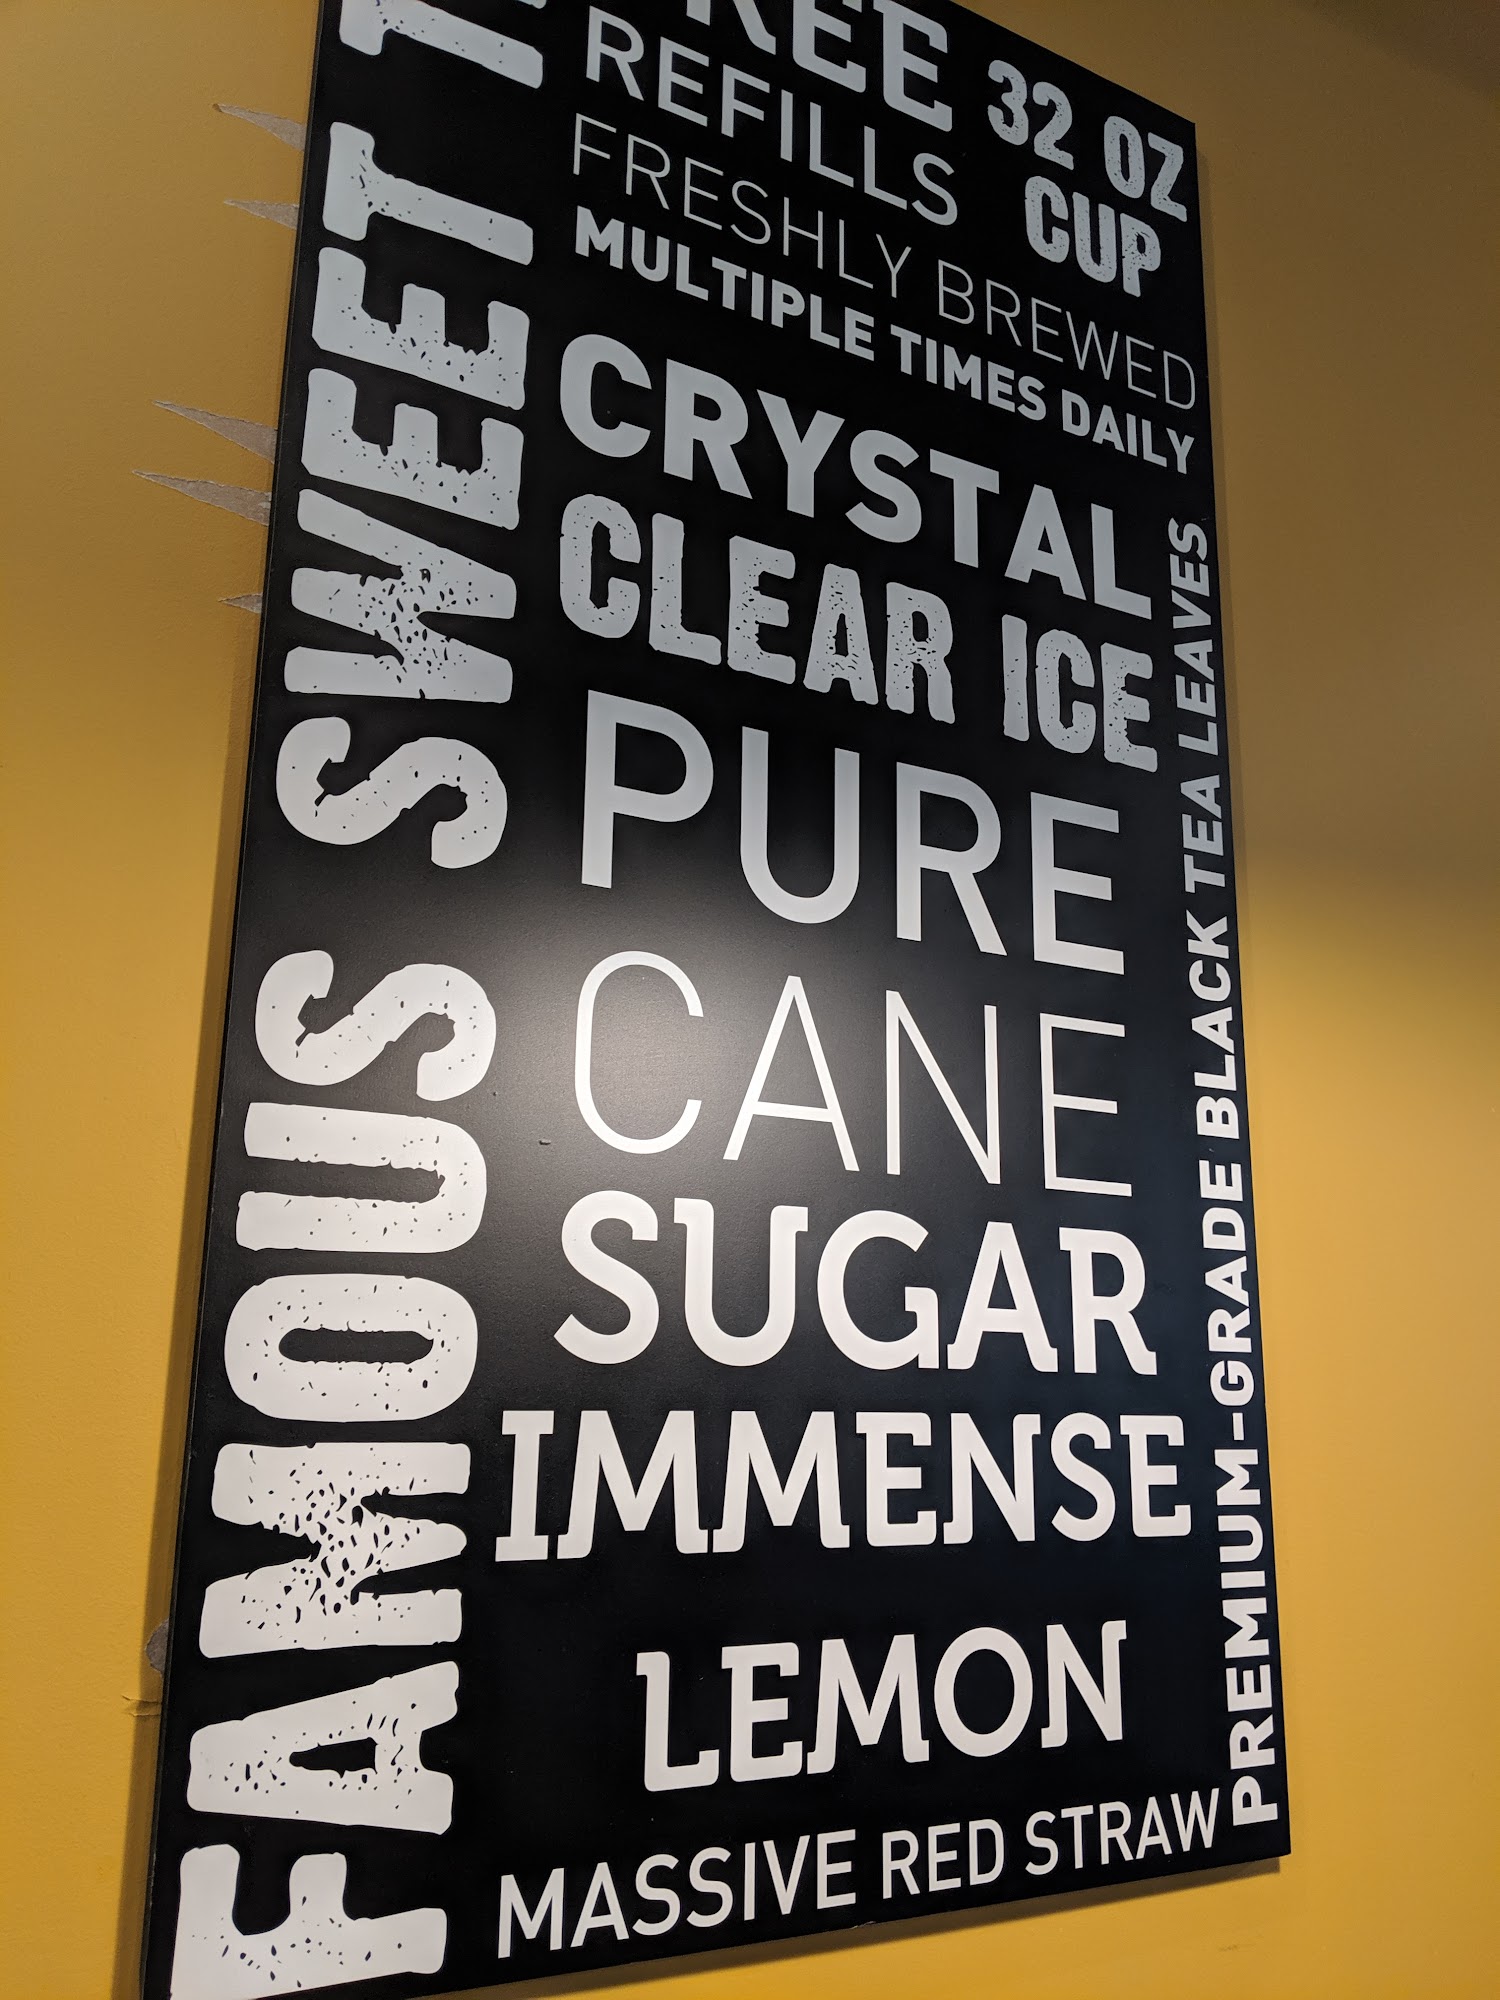 FAMOUS SWEET T
REE
REFILLS
32 OZ
CUP
FRESHLY BREWED
MULTIPLE TIMES DAILY
CRYSTAL
CLEAR ICE
PURE
CANE
SUGAR
IMMENSE
LEMON
MASSIVE RED STRAW
PREMIUM-GRADE BLACK TEA LEAVES